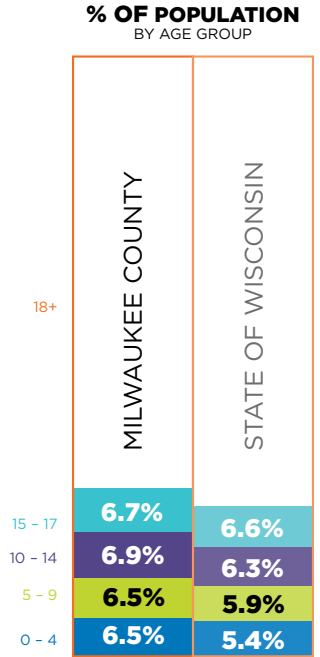 % OF POPULATION
BY AGE GROUP
MILWAUKEE COUNTY
STATE OF WISCONSIN
18+
15 – 17
6.7%
6.6%
10 – 14
6.9%
6.3%
5 – 9
6.5%
5.9%
0 – 4
6.5%
5.4%